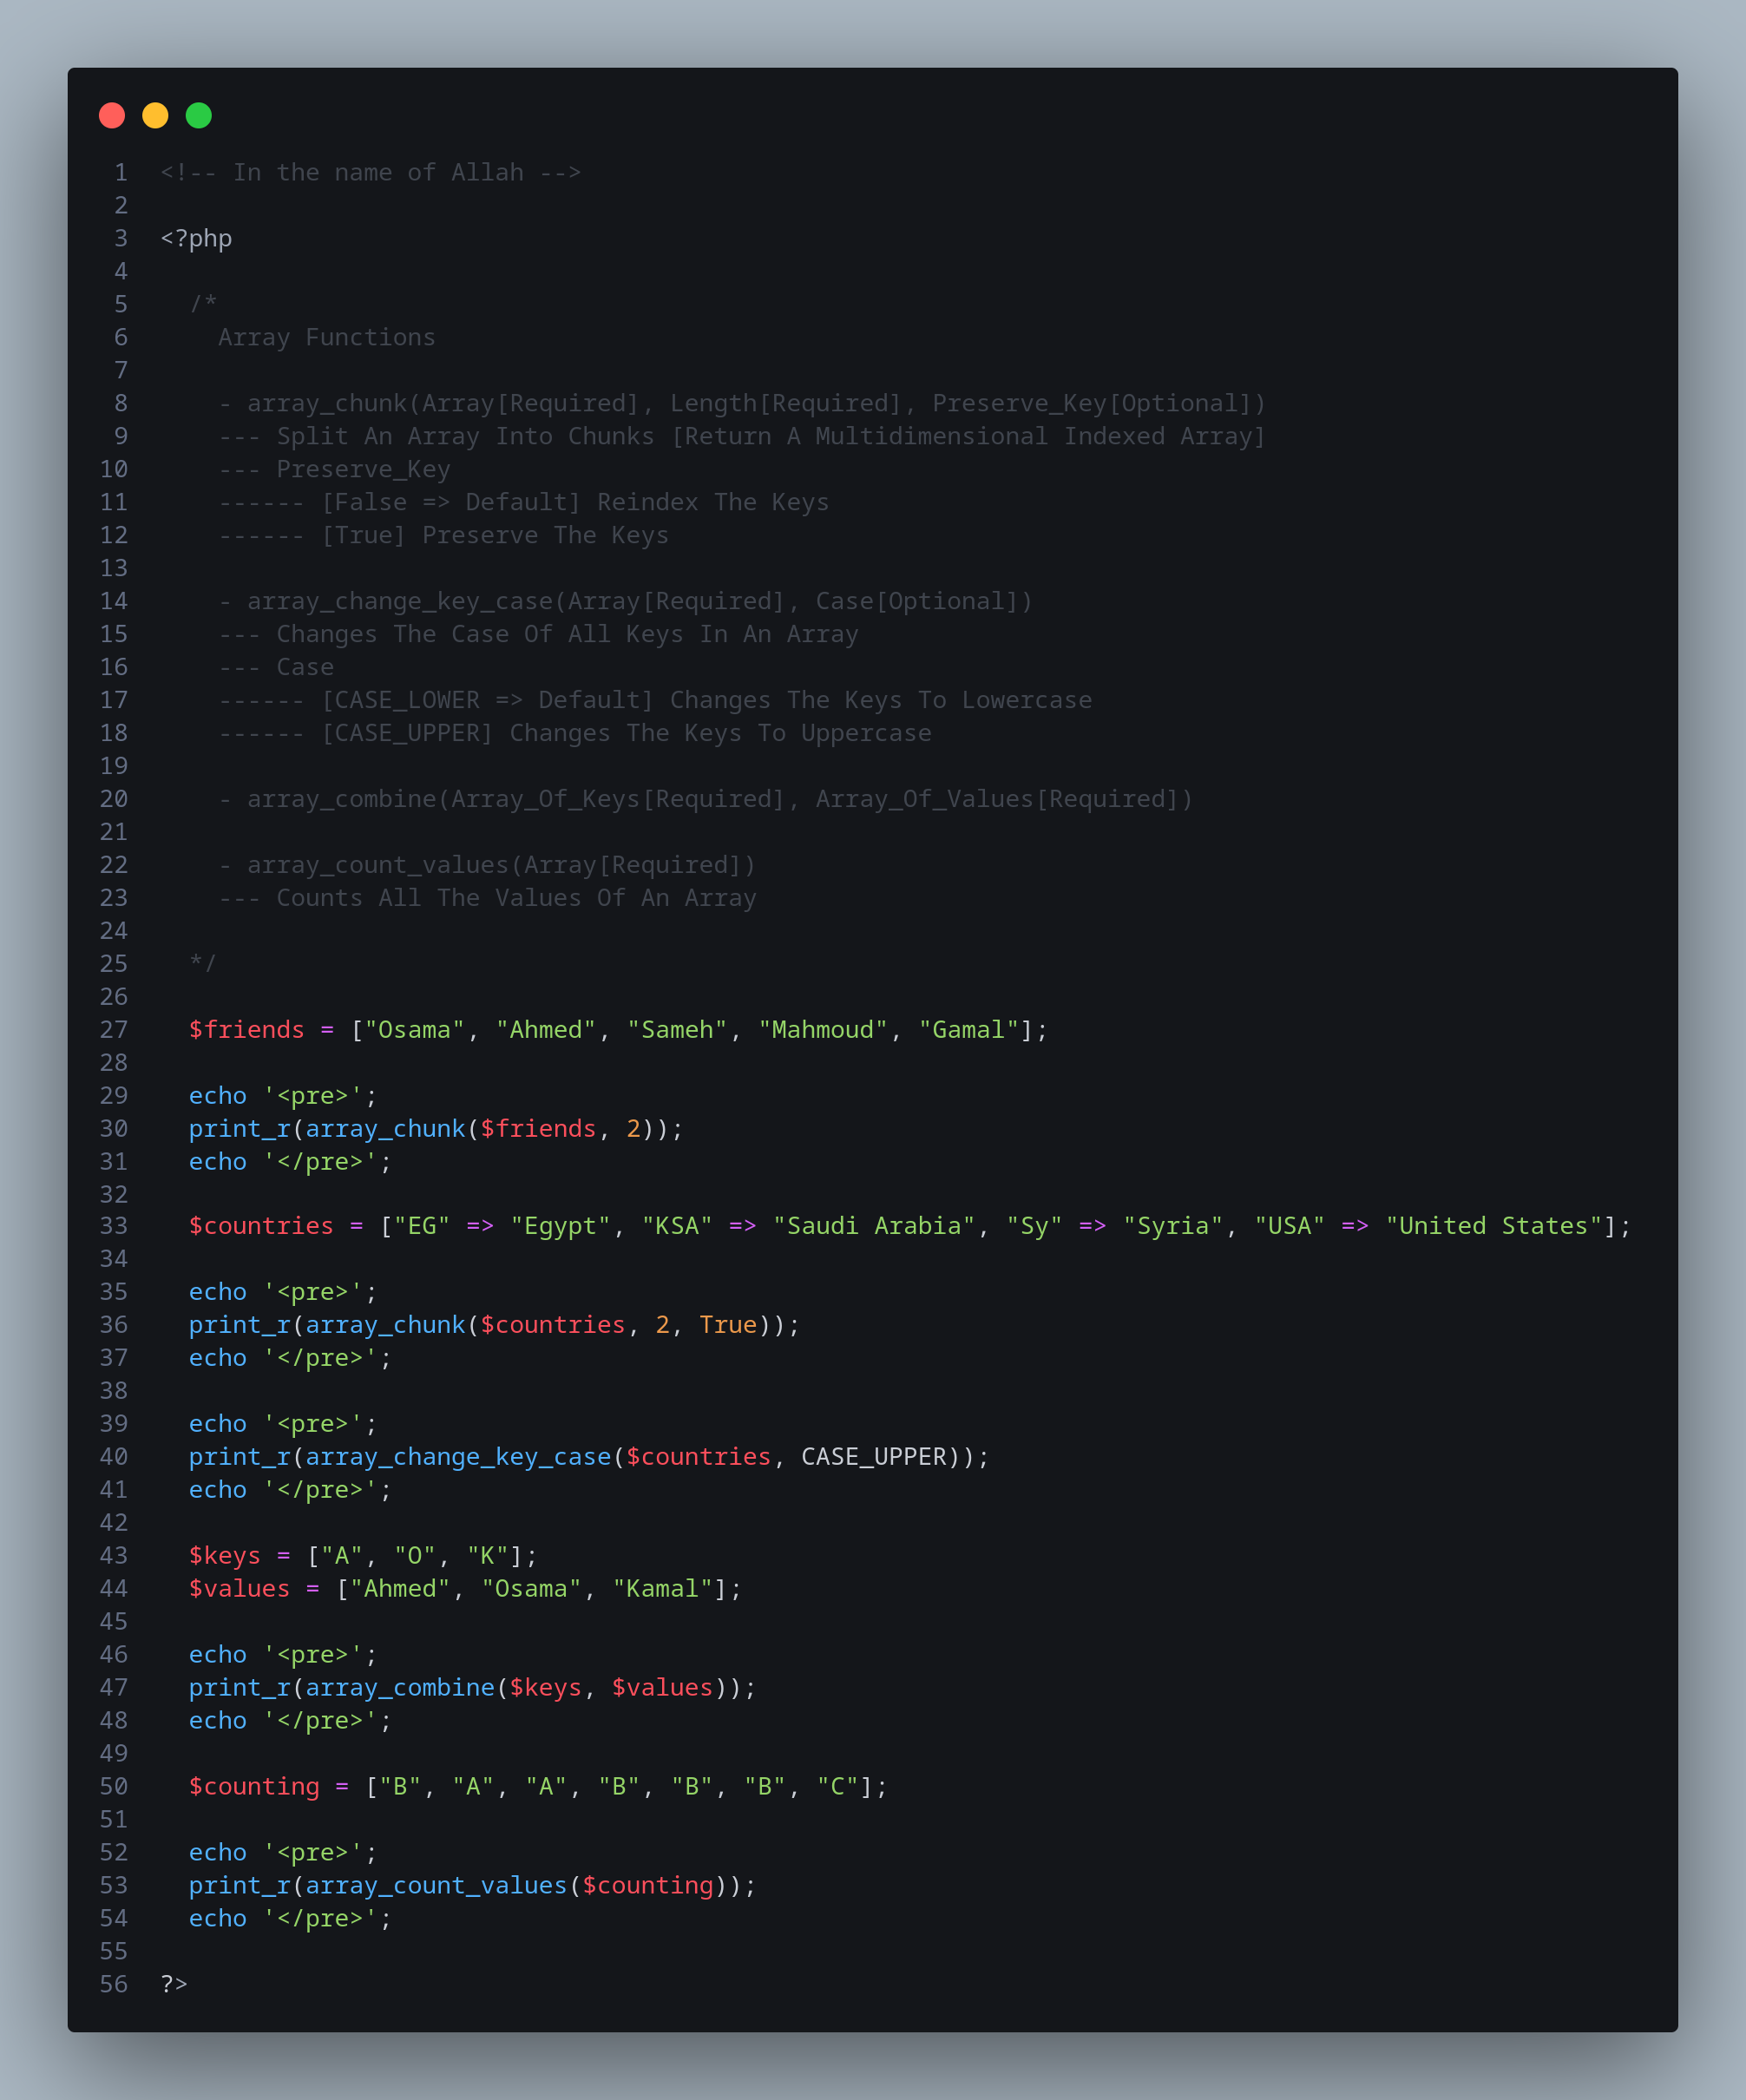 1 <!-- In the name of Allah -->
2
3 <?php
4
5   /*
6     Array Functions
7
8     - array_chunk(Array[Required], Length[Required], Preserve_Key[Optional])
9     --- Split An Array Into Chunks [Return A Multidimensional Indexed Array]
10     --- Preserve_Key
11     ------ [False => Default] Reindex The Keys
12     ------ [True] Preserve The Keys
13
14     - array_change_key_case(Array[Required], Case[Optional])
15     --- Changes The Case Of All Keys In An Array
16     --- Case
17     ------ [CASE_LOWER => Default] Changes The Keys To Lowercase
18     ------ [CASE_UPPER] Changes The Keys To Uppercase
19
20     - array_combine(Array_Of_Keys[Required], Array_Of_Values[Required])
21
22     - array_count_values(Array[Required])
23     --- Counts All The Values Of An Array
24
25   */
26
27   $friends = ["Osama", "Ahmed", "Sameh", "Mahmoud", "Gamal"];
28
29   echo '<pre>';
30   print_r(array_chunk($friends, 2));
31   echo '</pre>';
32
33   $countries = ["EG" => "Egypt", "KSA" => "Saudi Arabia", "Sy" => "Syria", "USA" => "United States"];
34
35   echo '<pre>';
36   print_r(array_chunk($countries, 2, True));
37   echo '</pre>';
38
39   echo '<pre>';
40   print_r(array_change_key_case($countries, CASE_UPPER));
41   echo '</pre>';
42
43   $keys = ["A", "O", "K"];
44   $values = ["Ahmed", "Osama", "Kamal"];
45
46   echo '<pre>';
47   print_r(array_combine($keys, $values));
48   echo '</pre>';
49
50   $counting = ["B", "A", "A", "B", "B", "B", "C"];
51
52   echo '<pre>';
53   print_r(array_count_values($counting));
54   echo '</pre>';
55
56 ?>